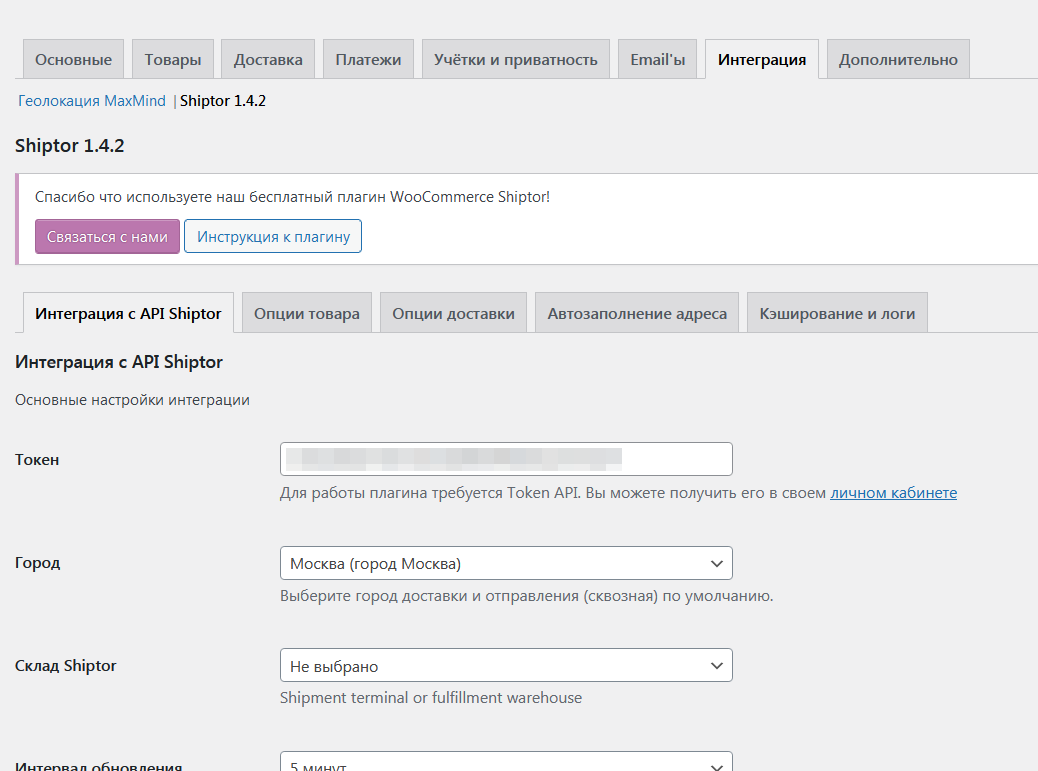 Основные Товары Доставка Платежи Учётки и приватность Email'ы Интеграция Дополнительно
Геолокация MaxMind | Shiptor 1.4.2
Shiptor 1.4.2
Спасибо что используете наш бесплатный плагин WooCommerce Shiptor!
Связаться с нами Инструкция к плагину
Интеграция с API Shiptor Опции товара Опции доставки Автозаполнение адреса Кэширование и логи
Интеграция с API Shiptor
Основные настройки интеграции
Токен
Для работы плагина требуется Token API. Вы можете получить его в своем личном кабинете
Город Москва (город Москва)
Выберите город доставки и отправления (сквозная) по умолчанию.
Склад Shiptor Не выбрано
Shipment terminal or fulfillment warehouse
Интервал обновления 5 минут